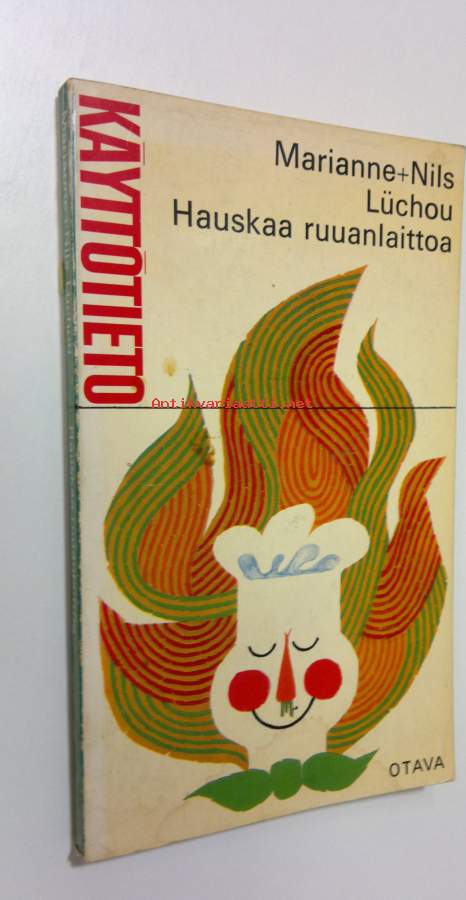 KÄYTTÖTIETO
Marianne+Nils
Lüchou
Hauskaa ruuanlaittoa
Antikvariaatti.net
OTAVA